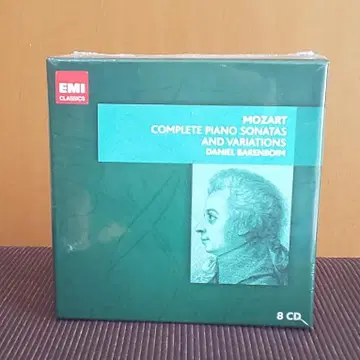 EMI
CLASSICS
MOZART
COMPLETE PIANO SONATAS
AND VARIATIONS
DANIEL BARENBOIM
8 CD